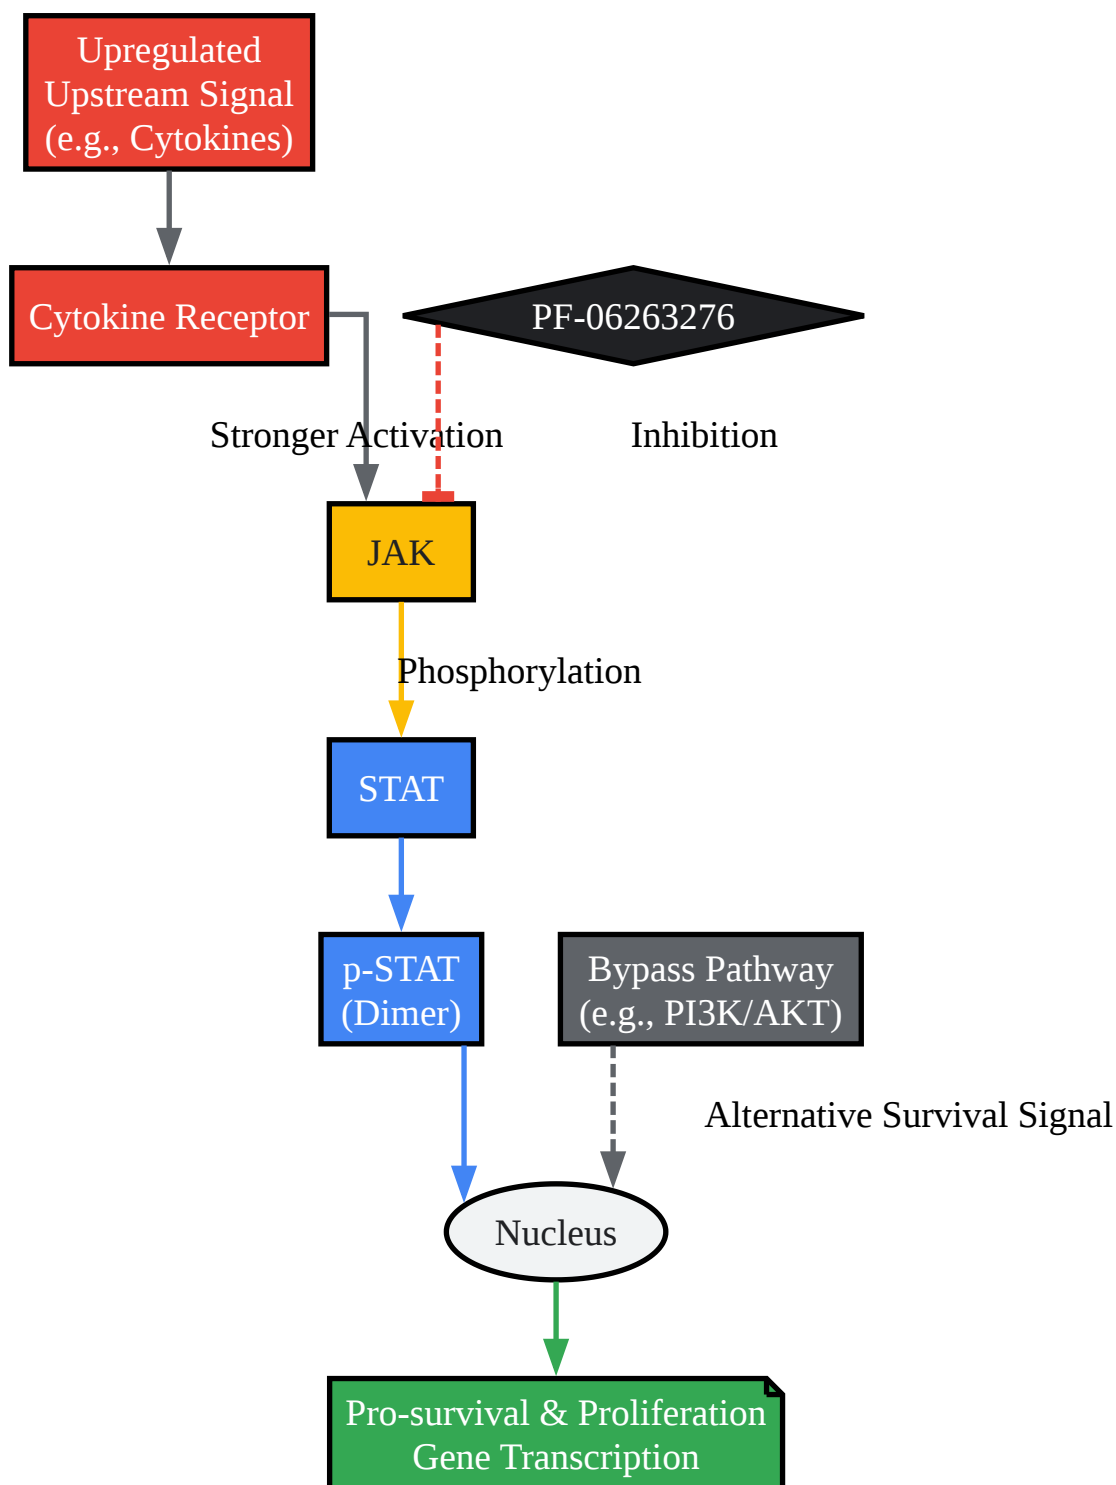 Upregulated
Upstream Signal
(e.g., Cytokines)
Cytokine Receptor
PF-06263276
Stronger Activation
Inhibition
JAK
Phosphorylation
STAT
p-STAT
(Dimer)
Bypass Pathway
(e.g., PI3K/AKT)
Alternative Survival Signal
Nucleus
Pro-survival & Proliferation
Gene Transcription